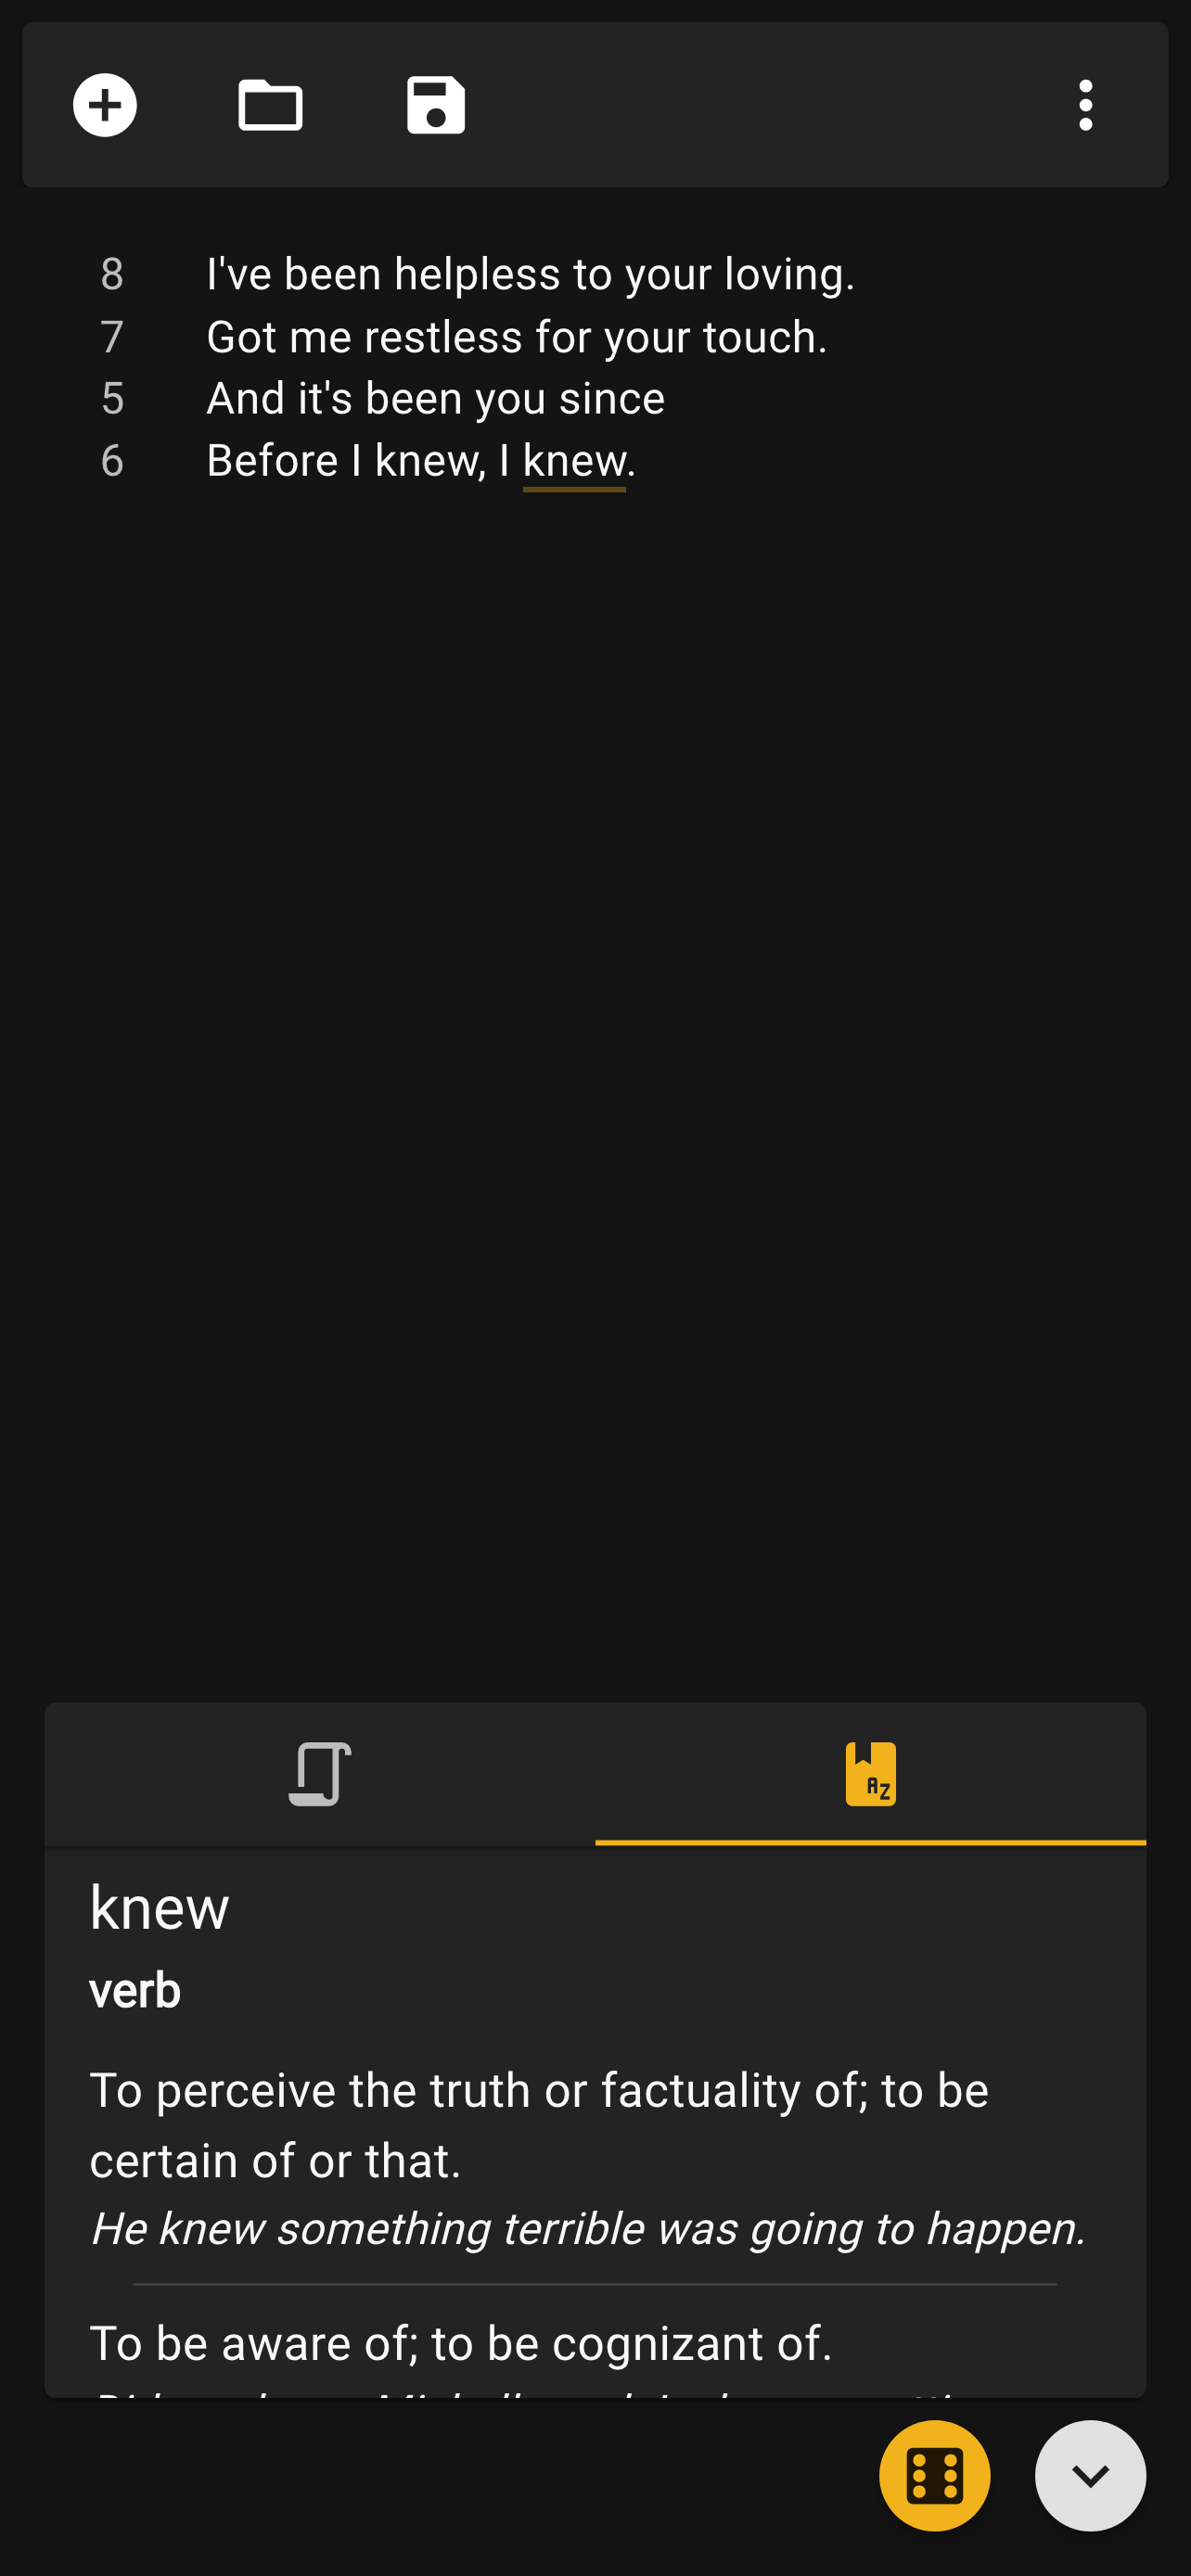 8 I've been helpless to your loving.
7 Got me restless for your touch.
5 And it's been you since
6 Before I knew, I knew.
AZ
knew
verb
To perceive the truth or factuality of; to be
certain of or that.
He knew something terrible was going to happen.
To be aware of; to be cognizant of.